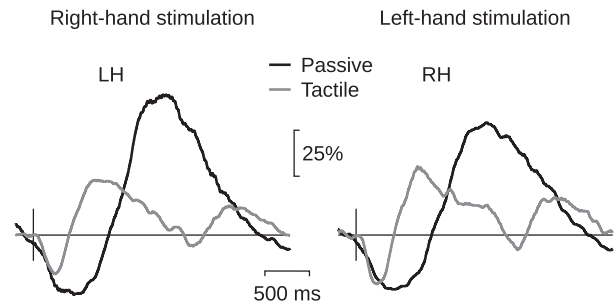 Right-hand stimulation
Left-hand stimulation
LH
Passive
Tactile
RH
25%
500 ms